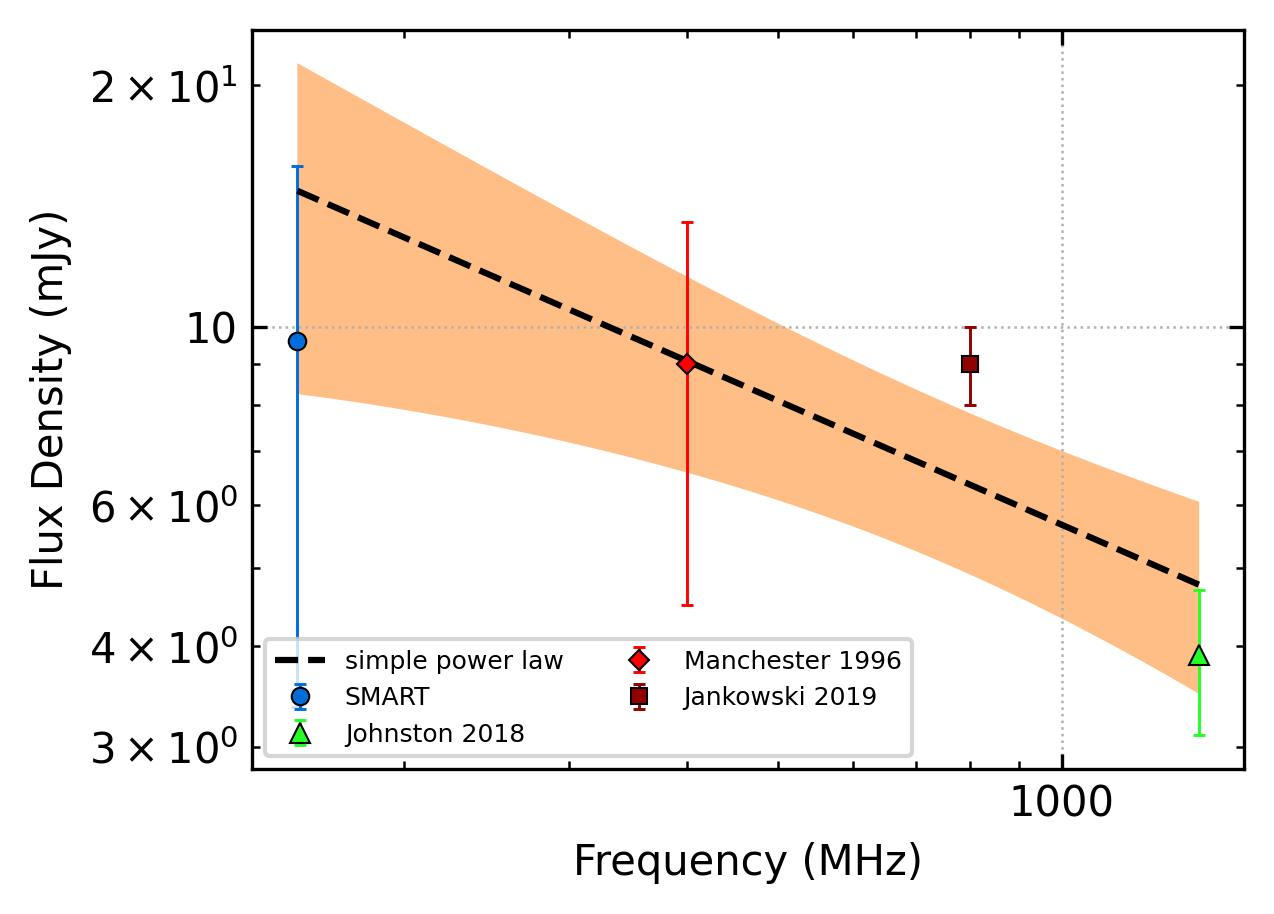 Flux Density (mJy)
2 × 10¹
10
6 × 10⁰
4 × 10⁰
3 × 10⁰
simple power law
SMART
Johnston 2018
Manchester 1996
Jankowski 2019
1000
Frequency (MHz)